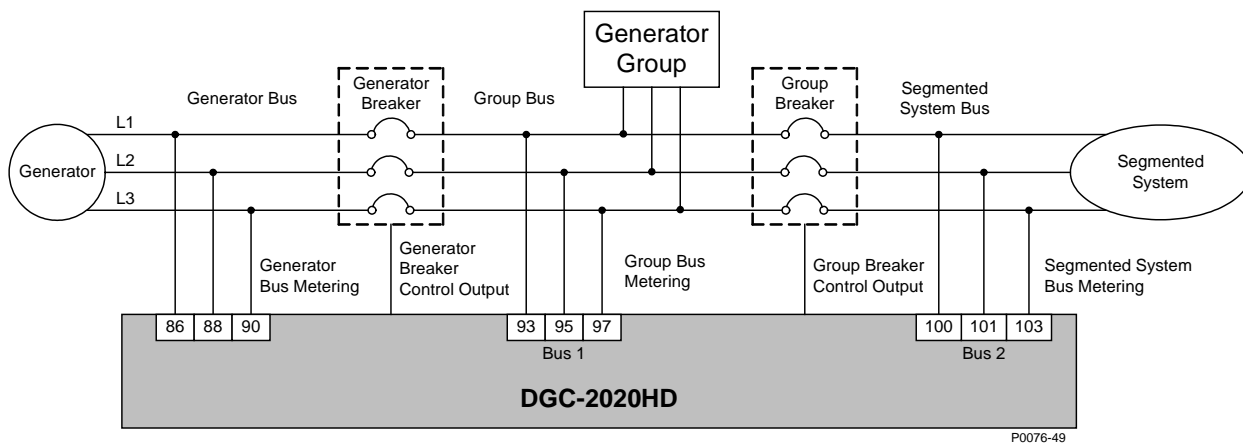 Generator
Group
Generator
Breaker
Group
Breaker
Generator Bus
Group Bus
Segmented
System Bus
L1
L2
L3
Generator
Segmented
System
Generator
Bus Metering
Generator
Breaker
Control Output
Group Bus
Metering
Group Breaker
Control Output
Segmented System
Bus Metering
86 88 90 93 95 97 100 101 103
Bus 1 Bus 2
DGC-2020HD
P0076-49